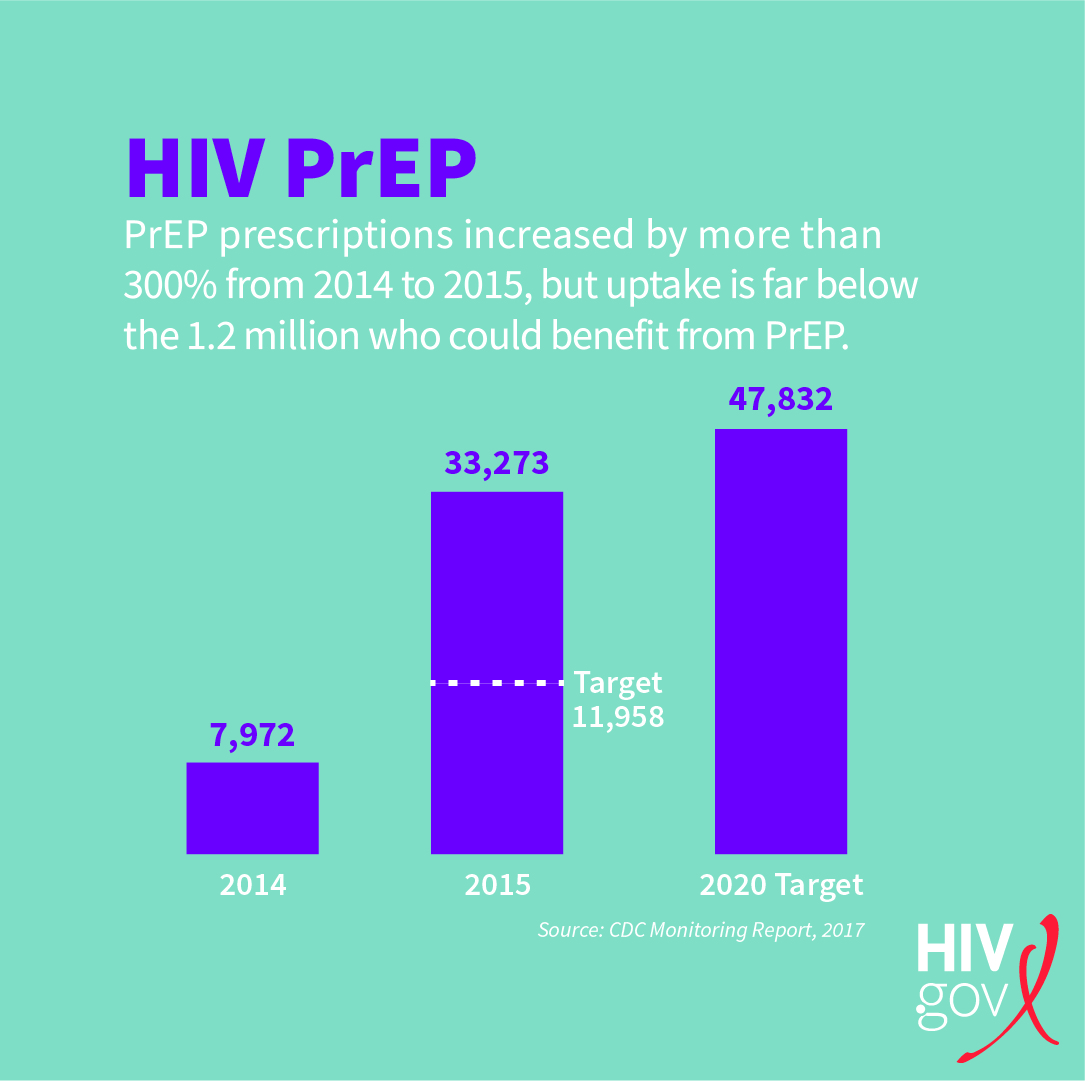 HIV PrEP
PrEP prescriptions increased by more than
300% from 2014 to 2015, but uptake is far below
the 1.2 million who could benefit from PrEP.
47,832
33,273
Target
11,958
7,972
2014
2015
2020 Target
Source: CDC Monitoring Report, 2017
HIV
.gov